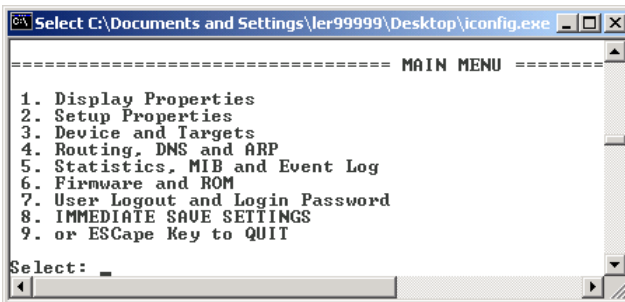 Select C:\Documents and Settings\ler99999\Desktop\iconfig.exe
================================== MAIN MENU ========
1. Display Properties
2. Setup Properties
3. Device and Targets
4. Routing, DNS and ARP
5. Statistics, MIB and Event Log
6. Firmware and ROM
7. User Logout and Login Password
8. IMMEDIATE SAVE SETTINGS
9. or ESCape Key to QUIT
Select: _